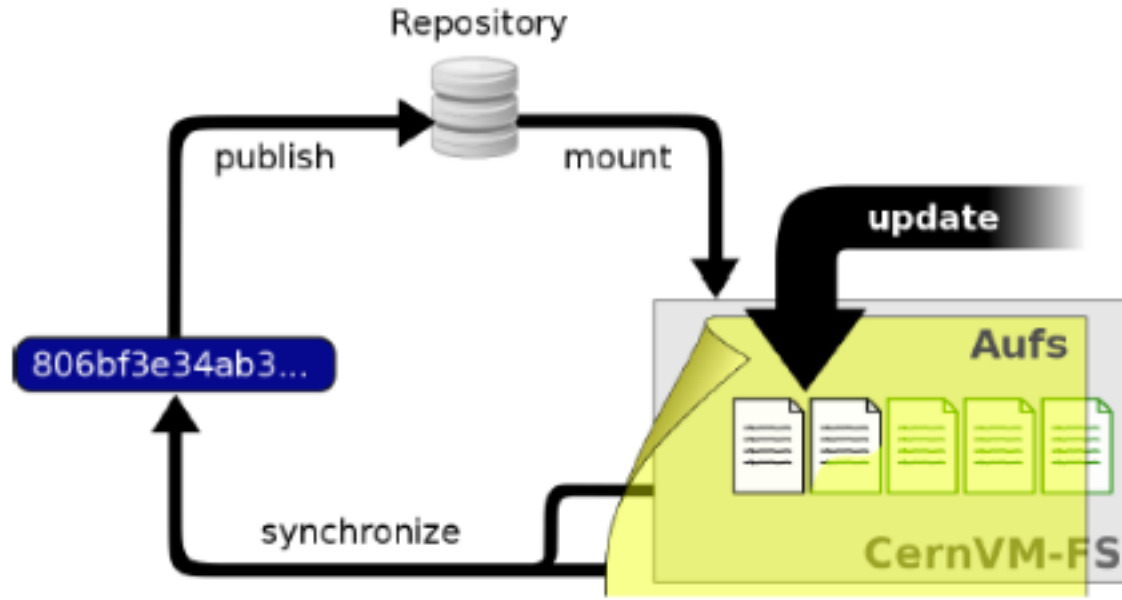 Repository
publish
mount
update
806bf3e34ab3...
Aufs
synchronize
CernVM-FS